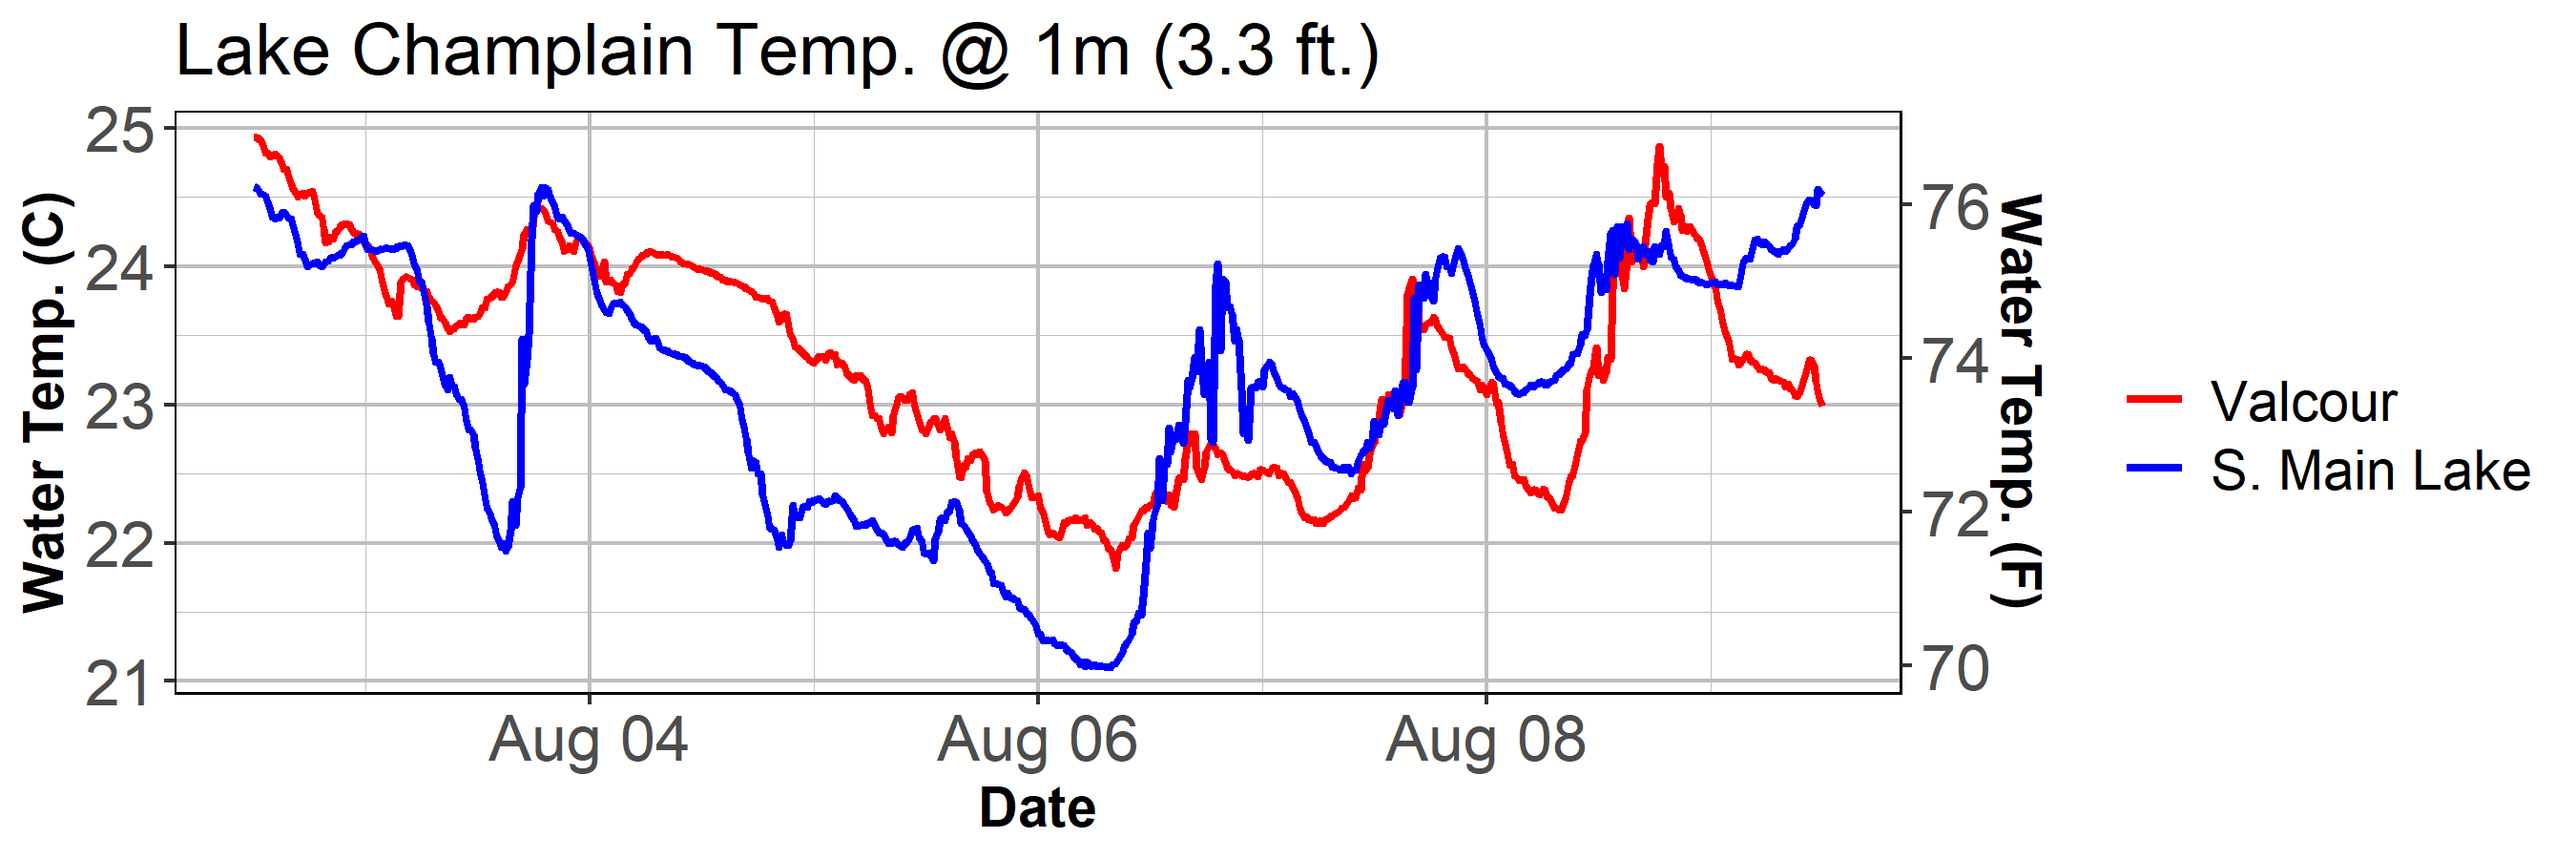 Lake Champlain Temp. @ 1m (3.3 ft.)
Water Temp. (C)
25
24
23
22
21
76
74
72
70
Water Temp. (F)
Aug 04
Aug 06
Aug 08
Date
Valcour
S. Main Lake